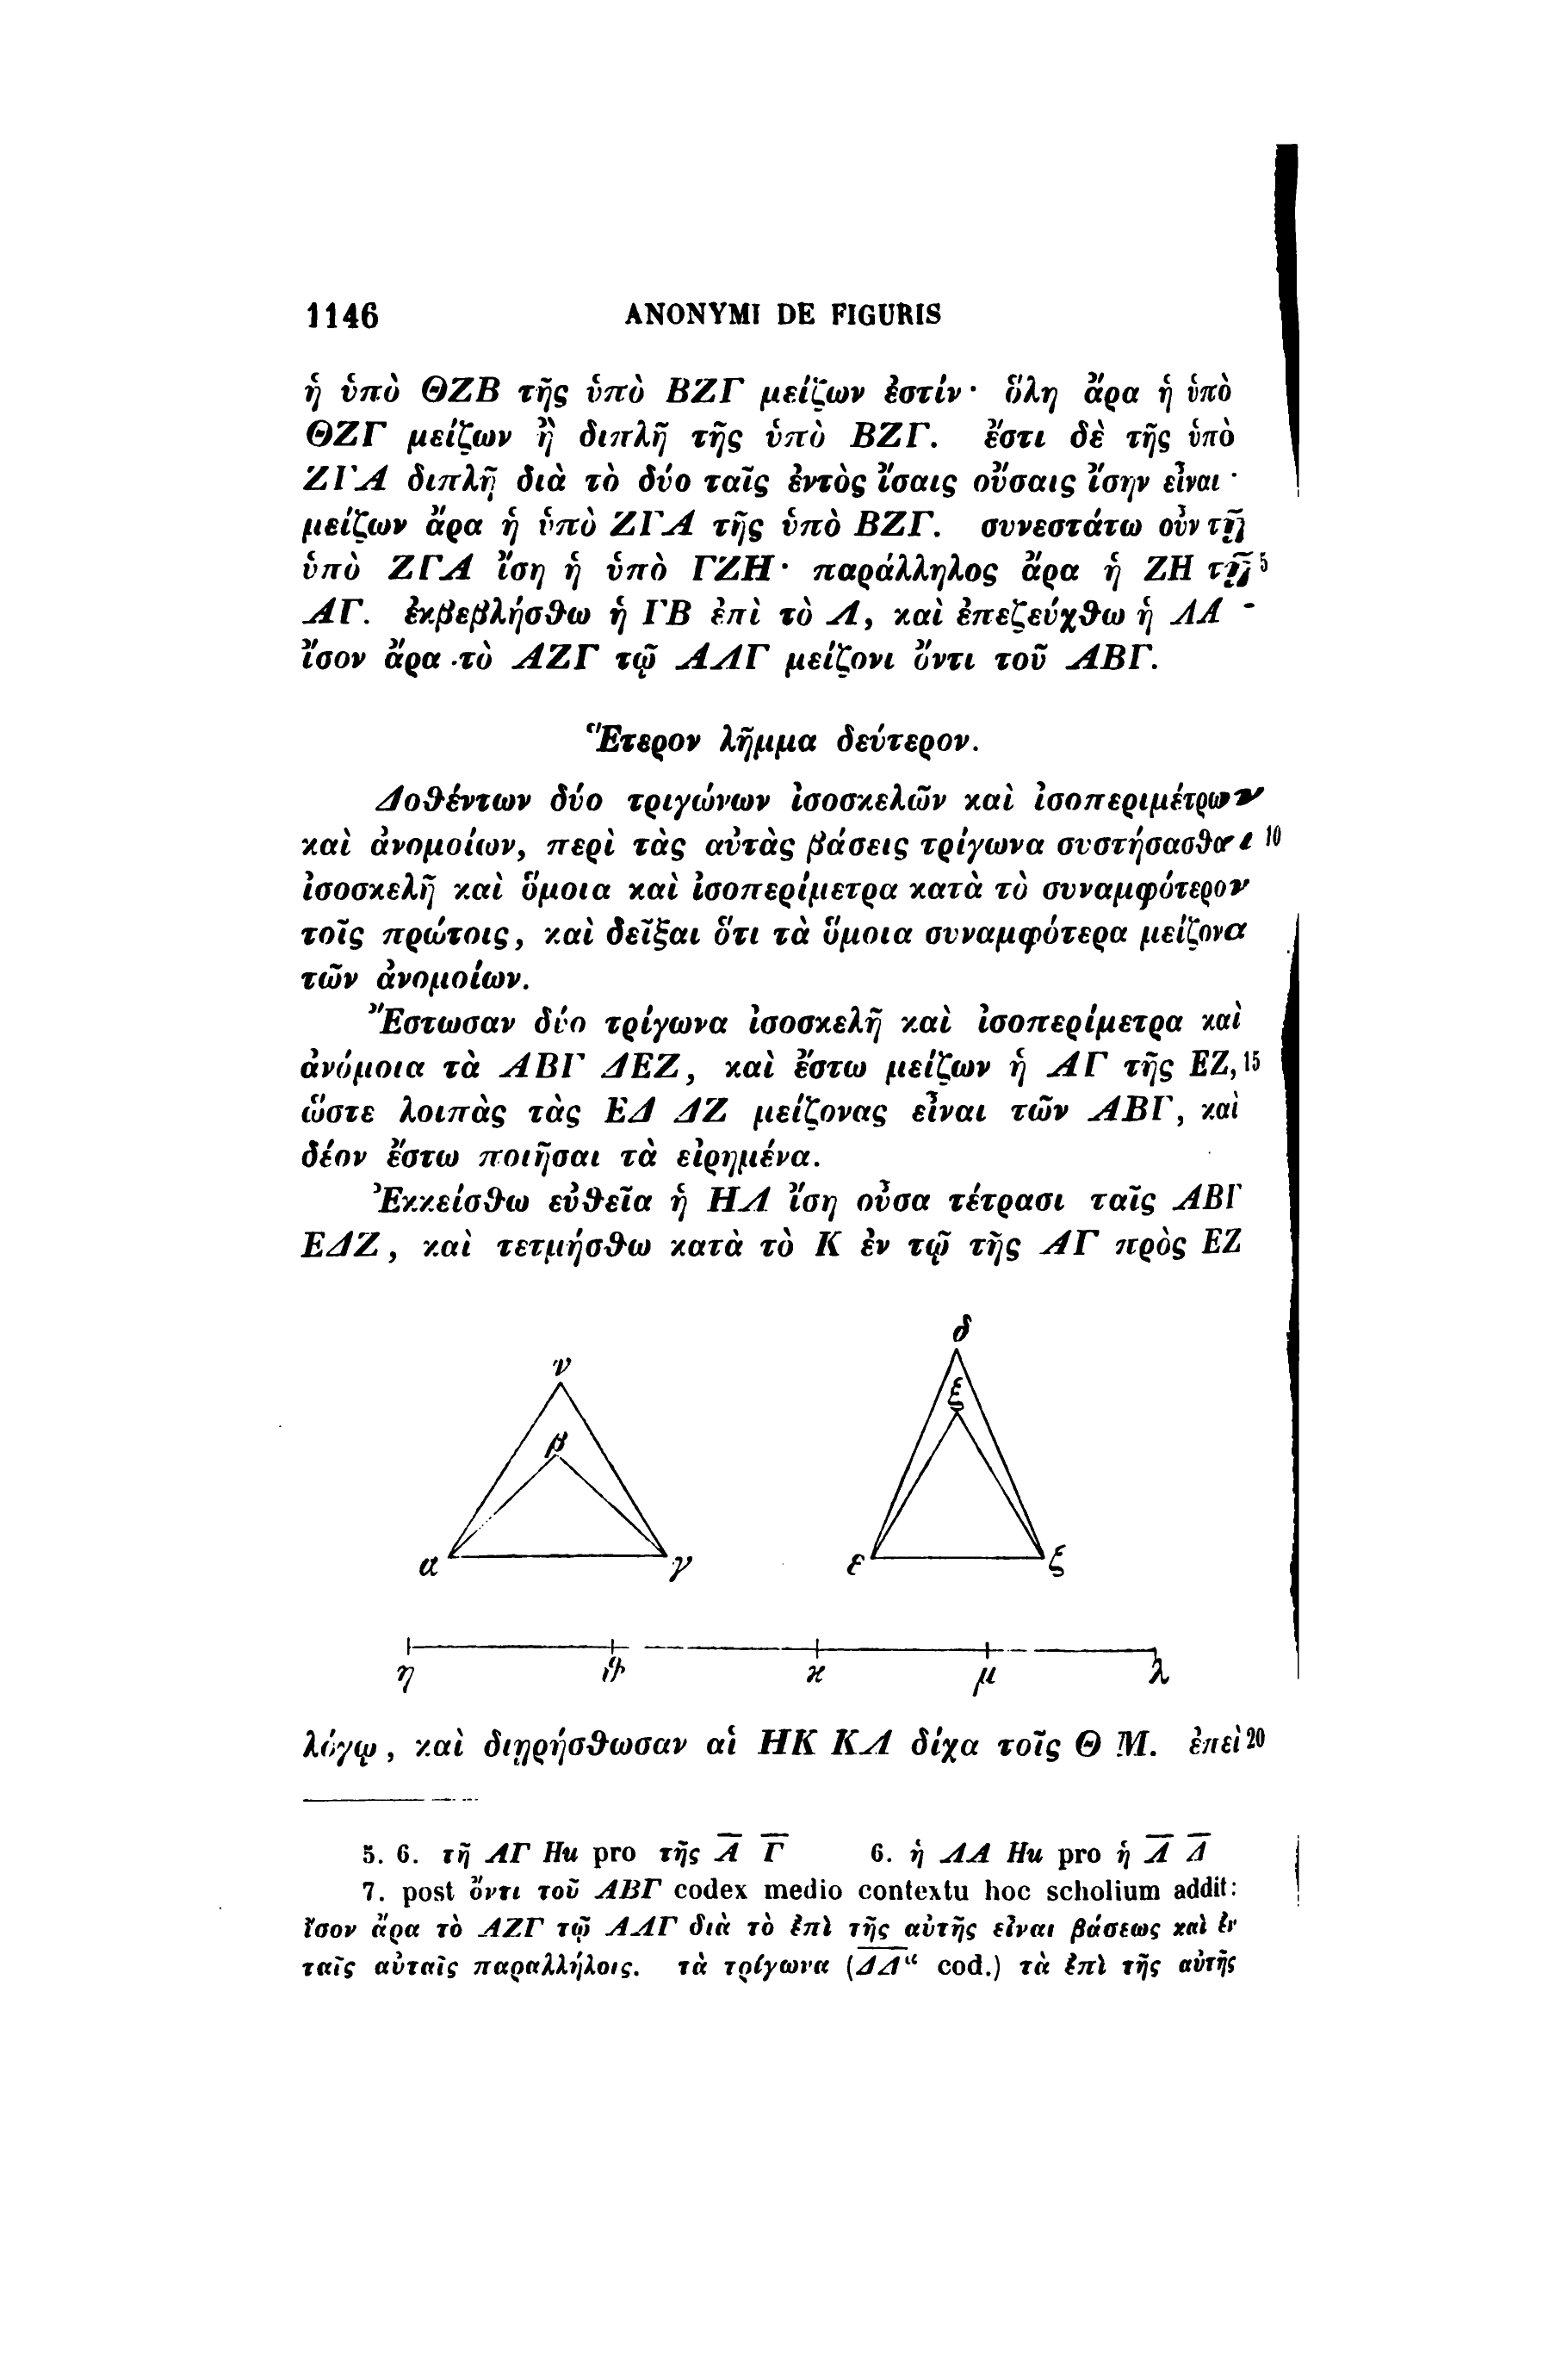 1146 ANONYMI DE FIGURIS
ἡ ὑπὸ ΘΖΒ τῆς ὑπὸ ΒΖΓ μείζων ἐστίν· ὅλη ἄρα ἡ ὑπὸ
ΘΖΓ μείζων ἢ διπλῆ τῆς ὑπὸ ΒΖΓ. ἔστι δὲ τῆς ὑπὸ
ΖΓΑ διπλῆ διὰ τὸ δύο ταῖς ἐντὸς ἴσαις οὔσαις ἴσην εἶναι·
μείζων ἄρα ἡ ὑπὸ ΖΓΑ τῆς ὑπὸ ΒΖΓ. συνεστάτω οὖν τῇ
ὑπὸ ΖΓΑ ἴση ἡ ὑπὸ ΓΖΗ· παράλληλος ἄρα ἡ ΖΗ τῇ 5
ΑΓ. ἐκβεβλήσθω ἡ ΓΒ ἐπὶ τὸ Λ, καὶ ἐπεζεύχθω ἡ ΛΑ·
ἴσον ἄρα τὸ ΑΖΓ τῷ ΑΛΓ μείζονι ὄντι τοῦ ΑΒΓ.
Ἕτερον λῆμμα δεύτερον.
Δοθέντων δύο τριγώνων ἰσοσκελῶν καὶ ἰσοπεριμέτρων
καὶ ἀνομοίων, περὶ τὰς αὐτὰς βάσεις τρίγωνα συστήσασθαι 10
ἰσοσκελῆ καὶ ὅμοια καὶ ἰσοπερίμετρα κατὰ τὸ συναμφότερον
τοῖς πρώτοις, καὶ δεῖξαι ὅτι τὰ ὅμοια συναμφότερα μείζονα
τῶν ἀνομοίων.
Ἔστωσαν δύο τρίγωνα ἰσοσκελῆ καὶ ἰσοπερίμετρα καὶ
ἀνόμοια τὰ ΑΒΓ ΔΕΖ, καὶ ἔστω μείζων ἡ ΑΓ τῆς ΕΖ, 15
ὥστε λοιπὰς τὰς ΕΔ ΔΖ μείζονας εἶναι τῶν ΑΒΓ, καὶ
δέον ἔστω ποιῆσαι τὰ εἰρημένα.
Ἐκκείσθω εὐθεῖα ἡ ΗΛ ἴση οὖσα τέτρασι ταῖς ΑΒΓ
ΕΔΖ, καὶ τετμήσθω κατὰ τὸ Κ ἐν τῷ τῆς ΑΓ πρὸς ΕΖ
δ
ν
ξ
β
α γ ε ζ
η θ κ μ λ
λόγῳ, καὶ διῃρήσθωσαν αἱ ΗΚ ΚΛ δίχα τοῖς Θ Μ. ἐπεὶ 20
5. 6. τῇ ΑΓ Hu pro τῆς Α̅ Γ̅ 6. ἡ ΛΑ Hu pro ἡ Α̅ Λ̅
7. post ὄντι τοῦ ΑΒΓ codex medio contextu hoc scholium addit:
ἴσον ἄρα τὸ ΑΖΓ τῷ ΑΛΓ διὰ τὸ ἐπὶ τῆς αὐτῆς εἶναι βάσεως καὶ ἐν
ταῖς αὐταῖς παραλλήλοις. τὰ τρίγωνα ( cod.) τὰ ἐπὶ τῆς αὐτῆς